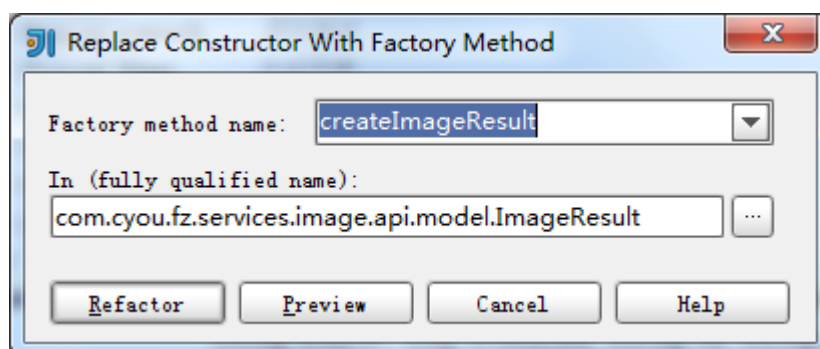 Replace Constructor With Factory Method
Factory method name: createImageResult
In (fully qualified name):
com.cyou.fz.services.image.api.model.ImageResult ...
Refactor Preview Cancel Help